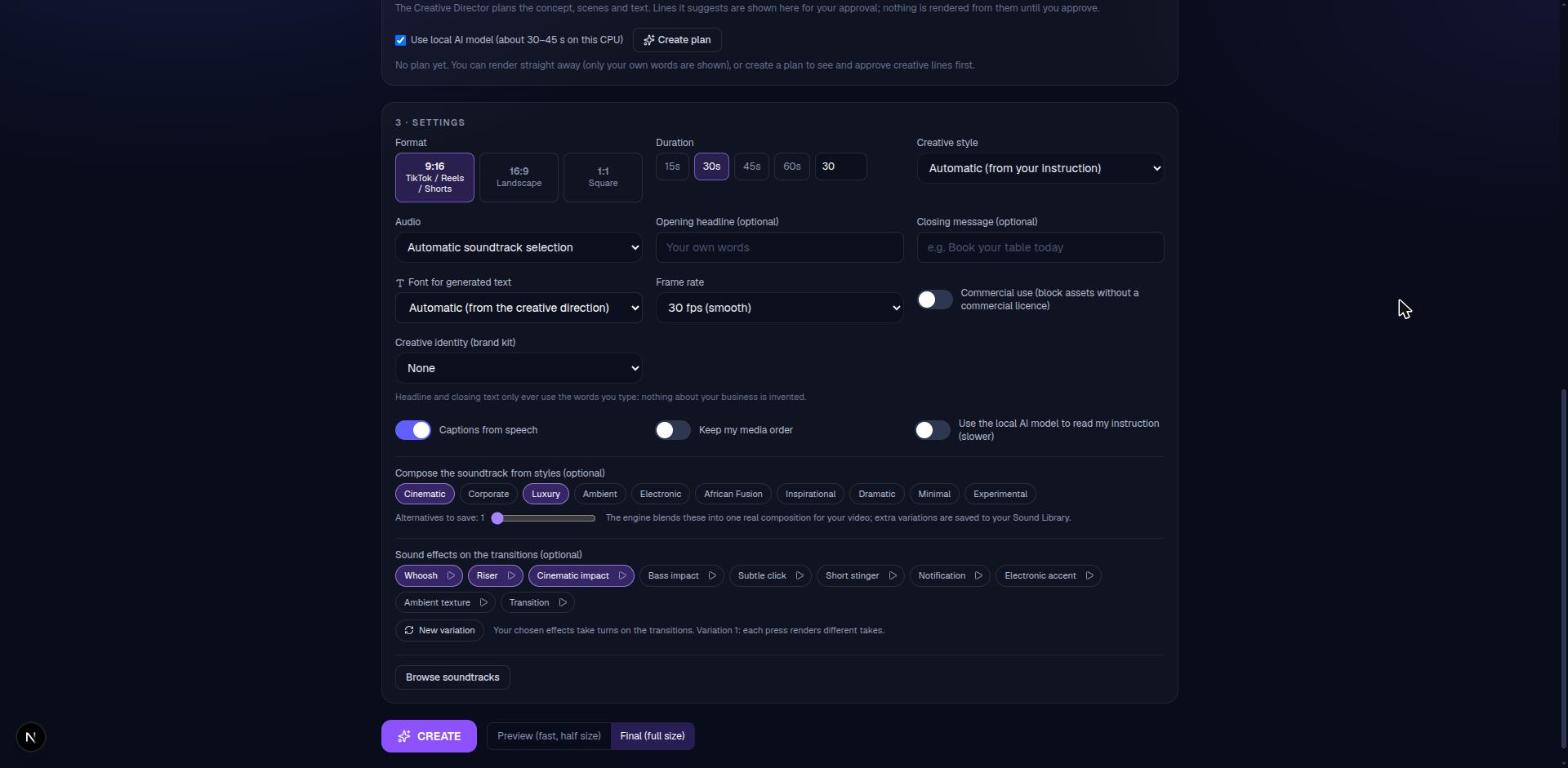 The Creative Director plans the concept, scenes and text. Lines it suggests are shown here for your approval; nothing is rendered from them until you approve.
Use local AI model (about 30–45 s on this CPU)
Create plan
No plan yet. You can render straight away (only your own words are shown), or create a plan to see and approve creative lines first.
3 · SETTINGS
Format
9:16
TikTok / Reels
/ Shorts
16:9
Landscape
1:1
Square
Duration
15s
30s
45s
60s
30
Creative style
Automatic (from your instruction)
Audio
Automatic soundtrack selection
Opening headline (optional)
Your own words
Closing message (optional)
e.g. Book your table today
Font for generated text
Automatic (from the creative direction)
Frame rate
30 fps (smooth)
Commercial use (block assets without a
commercial licence)
Creative identity (brand kit)
None
Headline and closing text only ever use the words you type: nothing about your business is invented.
Captions from speech
Keep my media order
Use the local AI model to read my instruction
(slower)
Compose the soundtrack from styles (optional)
Cinematic
Corporate
Luxury
Ambient
Electronic
African Fusion
Inspirational
Dramatic
Minimal
Experimental
Alternatives to save: 1
The engine blends these into one real composition for your video; extra variations are saved to your Sound Library.
Sound effects on the transitions (optional)
Whoosh
Riser
Cinematic impact
Bass impact
Subtle click
Short stinger
Notification
Electronic accent
Ambient texture
Transition
New variation
Your chosen effects take turns on the transitions. Variation 1: each press renders different takes.
Browse soundtracks
N
CREATE
Preview (fast, half size)
Final (full size)